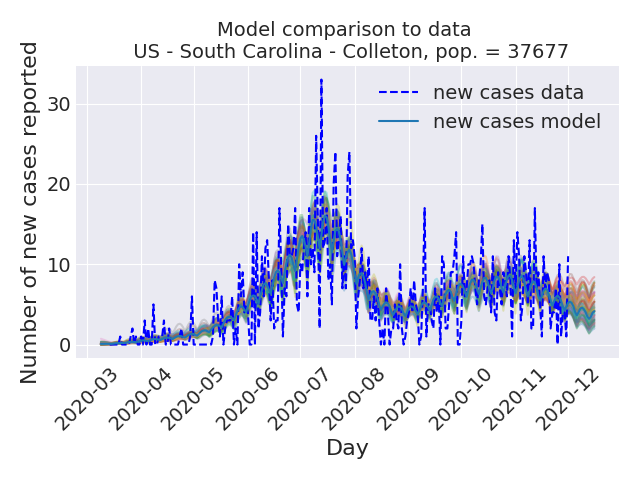 Model comparison to data
US - South Carolina - Colleton, pop. = 37677
Number of new cases reported
30
20
10
0
new cases data
new cases model
2020-03
2020-04
2020-05
2020-06
2020-07
2020-08
2020-09
2020-10
2020-11
2020-12
Day